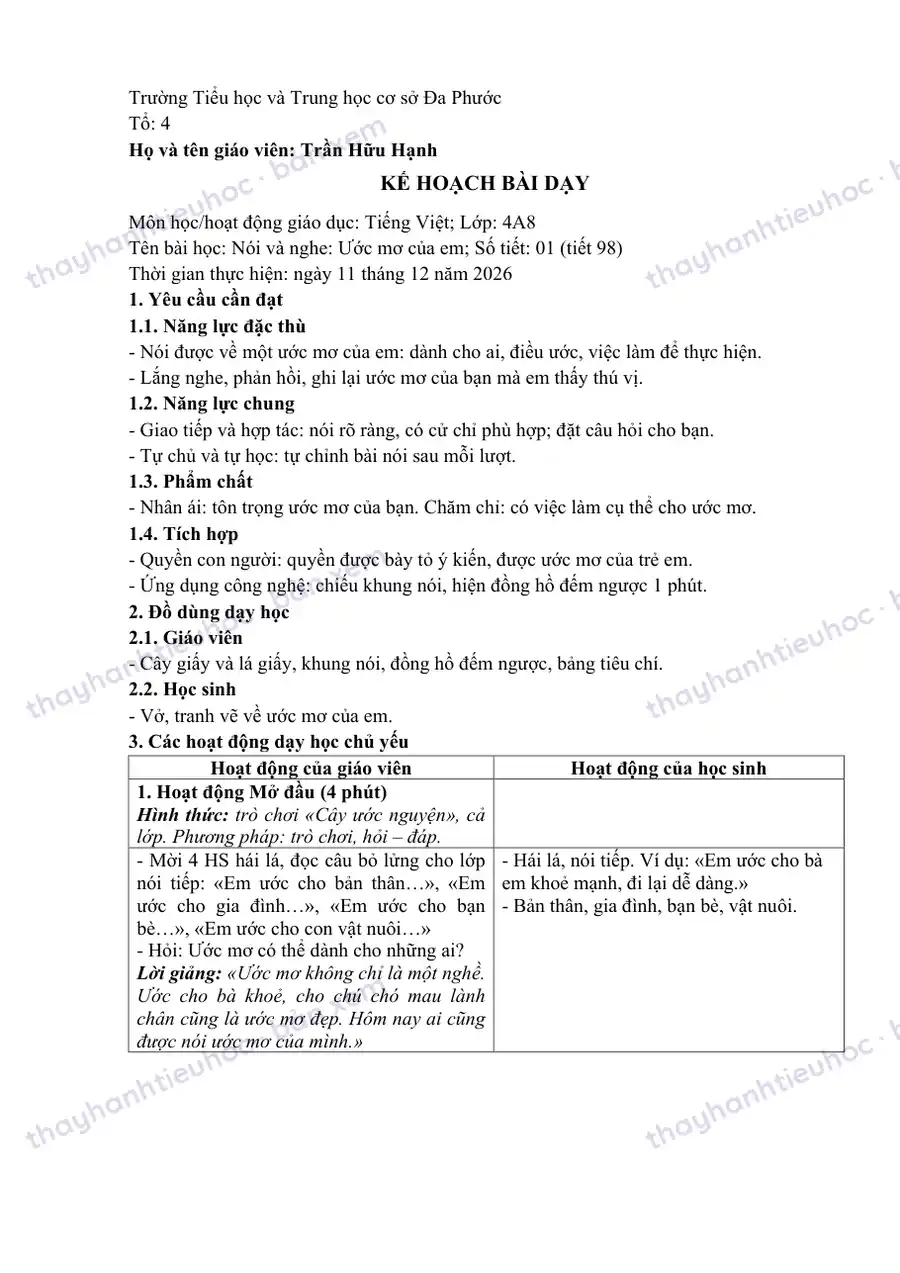 Trường Tiểu học và Trung học cơ sở Đa Phước
Tổ: 4
Họ và tên giáo viên: Trần Hữu Hạnh
KẾ HOẠCH BÀI DẠY
Môn học/hoạt động giáo dục: Tiếng Việt; Lớp: 4A8
Tên bài học: Nói và nghe: Ước mơ của em; Số tiết: 01 (tiết 98)
Thời gian thực hiện: ngày 11 tháng 12 năm 2026
1. Yêu cầu cần đạt
1.1. Năng lực đặc thù
- Nói được về một ước mơ của em: dành cho ai, điều ước, việc làm để thực hiện.
- Lắng nghe, phản hồi, ghi lại ước mơ của bạn mà em thấy thú vị.
1.2. Năng lực chung
- Giao tiếp và hợp tác: nói rõ ràng, có cử chỉ phù hợp; đặt câu hỏi cho bạn.
- Tự chủ và tự học: tự chỉnh bài nói sau mỗi lượt.
1.3. Phẩm chất
- Nhân ái: tôn trọng ước mơ của bạn. Chăm chỉ: có việc làm cụ thể cho ước mơ.
1.4. Tích hợp
- Quyền con người: quyền được bày tỏ ý kiến, được ước mơ của trẻ em.
- Ứng dụng công nghệ: chiếu khung nói, hiện đồng hồ đếm ngược 1 phút.
2. Đồ dùng dạy học
2.1. Giáo viên
- Cây giấy và lá giấy, khung nói, đồng hồ đếm ngược, bảng tiêu chí.
2.2. Học sinh
- Vở, tranh vẽ về ước mơ của em.
3. Các hoạt động dạy học chủ yếu
Hoạt động của giáo viên
Hoạt động của học sinh
1. Hoạt động Mở đầu (4 phút)
Hình thức: trò chơi «Cây ước nguyện», cả
lớp. Phương pháp: trò chơi, hỏi – đáp.
- Mời 4 HS hái lá, đọc câu bỏ lửng cho lớp
nói tiếp: «Em ước cho bản thân…», «Em
ước cho gia đình…», «Em ước cho bạn
bè…», «Em ước cho con vật nuôi…»
- Hỏi: Ước mơ có thể dành cho những ai?
Lời giảng: «Ước mơ không chỉ là một nghề.
Ước cho bà khoẻ, cho chú chó mau lành
chân cũng là ước mơ đẹp. Hôm nay ai cũng
được nói ước mơ của mình.»
- Hái lá, nói tiếp. Ví dụ: «Em ước cho bà
em khoẻ mạnh, đi lại dễ dàng.»
- Bản thân, gia đình, bạn bè, vật nuôi.
thayhanhtieuhoc · bản xem
thayhanhtieuhoc · b
thayhanhtieuhoc · bản xem
thayhanhtieuhoc · b
thayhanhtieuhoc · bản xem
thayhanhtieuhoc · b